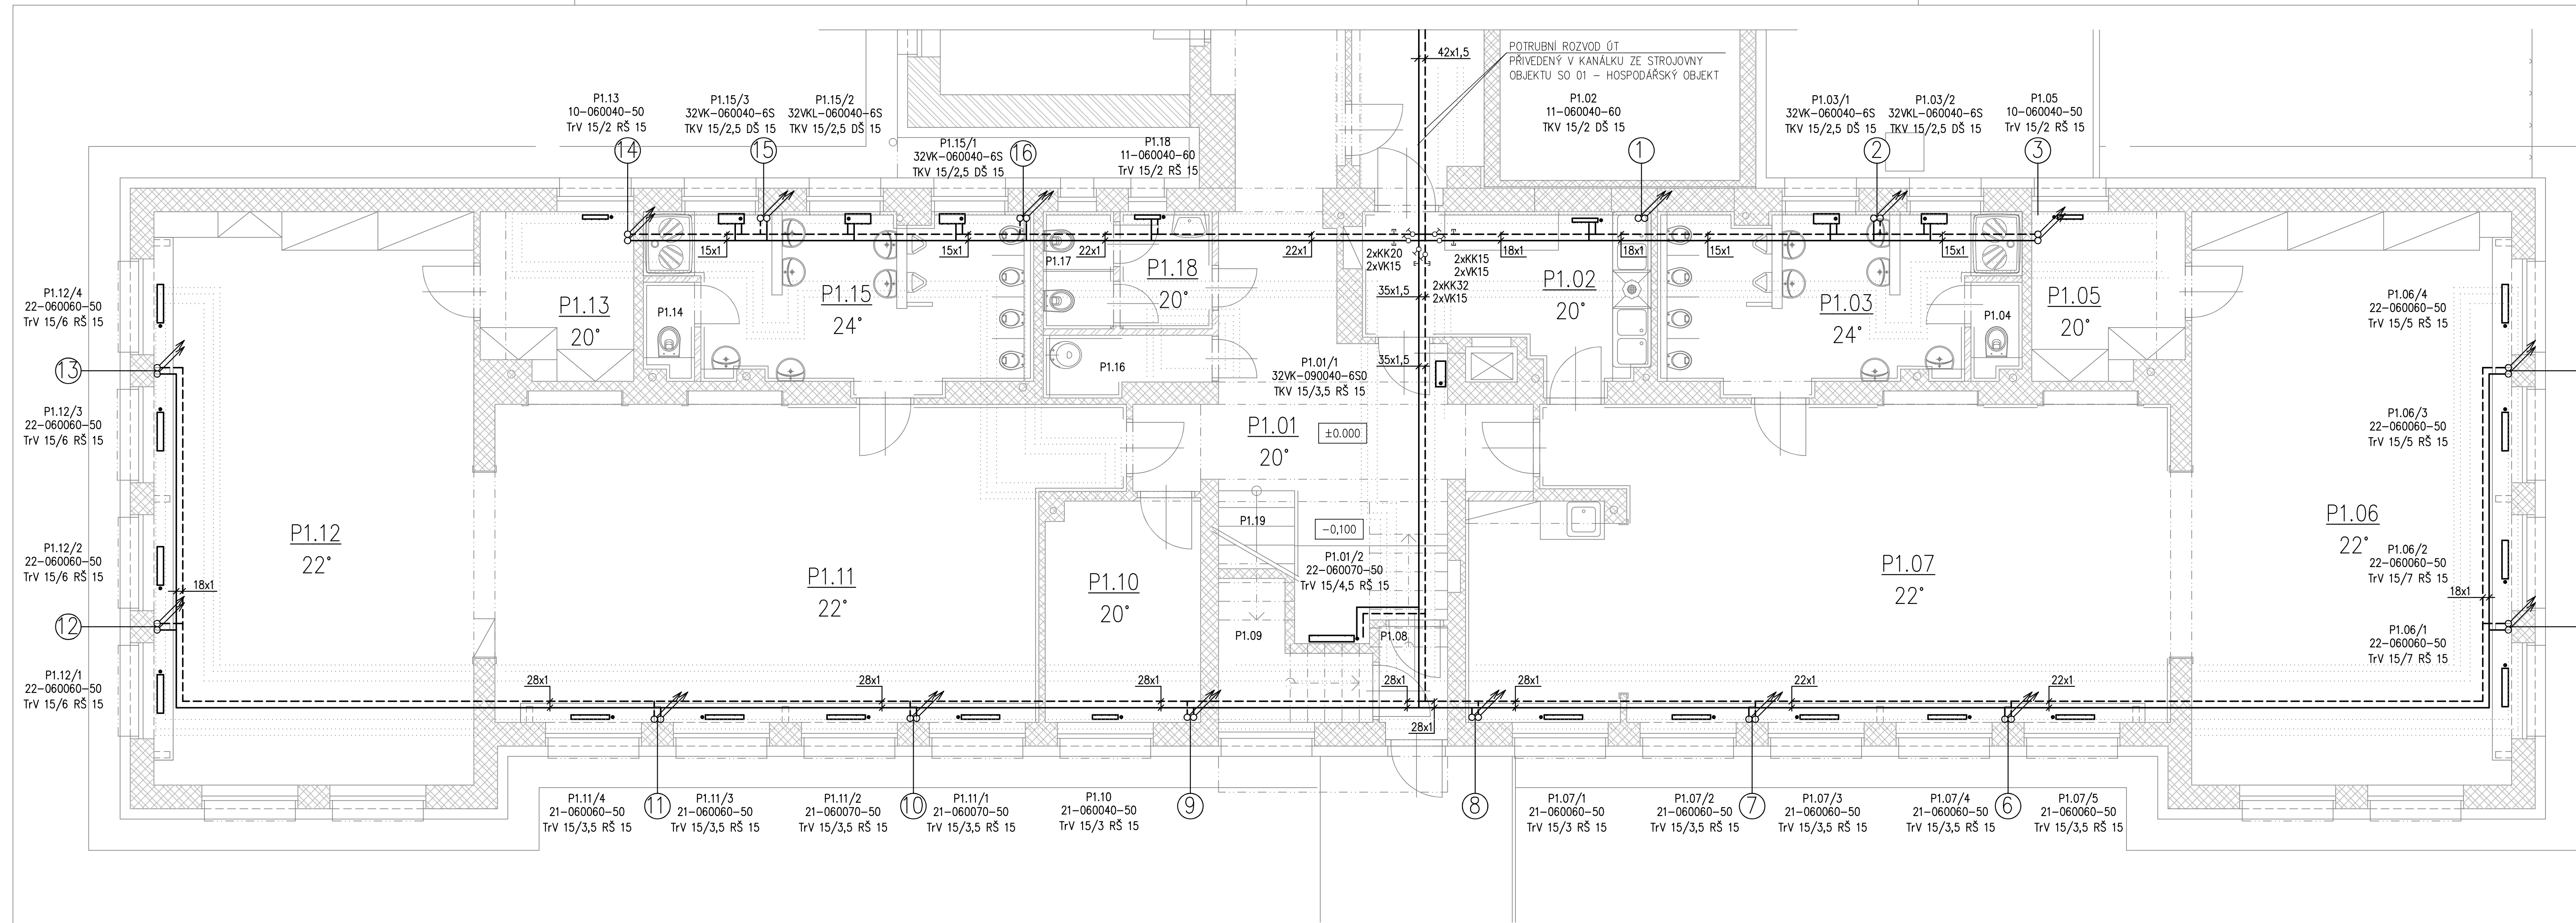 42x1,5
POTRUBNÍ ROZVOD ÚT
PŘIVEDENÝ V KANÁLKU ZE STROJOVNY
OBJEKTU SO 01 – HOSPODÁŘSKÝ OBJEKT
P1.13
10-060040-50
TrV 15/2 RŠ 15
P1.15/3
32VK-060040-6S
TKV 15/2,5 DŠ 15
P1.15/2
32VKL-060040-6S
TKV 15/2,5 DŠ 15
P1.15/1
32VK-060040-6S
TKV 15/2,5 DŠ 15
P1.18
11-060040-60
TrV 15/2 RŠ 15
P1.02
11-060040-60
TKV 15/2 DŠ 15
P1.03/1
32VK-060040-6S
TKV 15/2,5 DŠ 15
P1.03/2
32VKL-060040-6S
TKV 15/2,5 DŠ 15
P1.05
10-060040-50
TrV 15/2 RŠ 15
14
15
16
1
2
3
15x1
15x1
22x1
22x1
18x1
18x1
15x1
15x1
2xKK20
2xVK15
2xKK15
2xVK15
2xKK32
2xVK15
35x1,5
35x1,5
P1.17
P1.18
20°
P1.13
20°
P1.14
P1.15
24°
P1.16
P1.02
20°
P1.03
24°
P1.04
P1.05
20°
P1.12/4
22-060060-50
TrV 15/6 RŠ 15
P1.06/4
22-060060-50
TrV 15/5 RŠ 15
13
P1.01/1
32VK-090040-6S0
TKV 15/3,5 RŠ 15
P1.12/3
22-060060-50
TrV 15/6 RŠ 15
P1.06/3
22-060060-50
TrV 15/5 RŠ 15
P1.01
20°
±0.000
P1.19
-0,100
P1.12
22°
P1.11
22°
P1.10
20°
P1.01/2
22-060070-50
TrV 15/4,5 RŠ 15
P1.07
22°
P1.06
22°
P1.12/2
22-060060-50
TrV 15/6 RŠ 15
P1.06/2
22-060060-50
TrV 15/7 RŠ 15
18x1
18x1
12
P1.09
P1.08
P1.06/1
22-060060-50
TrV 15/7 RŠ 15
P1.12/1
22-060060-50
TrV 15/6 RŠ 15
28x1
28x1
28x1
28x1
28x1
28x1
22x1
22x1
11
10
9
8
7
6
P1.11/4
21-060060-50
TrV 15/3,5 RŠ 15
P1.11/3
21-060060-50
TrV 15/3,5 RŠ 15
P1.11/2
21-060070-50
TrV 15/3,5 RŠ 15
P1.11/1
21-060070-50
TrV 15/3,5 RŠ 15
P1.10
21-060040-50
TrV 15/3 RŠ 15
P1.07/1
21-060060-50
TrV 15/3 RŠ 15
P1.07/2
21-060060-50
TrV 15/3,5 RŠ 15
P1.07/3
21-060060-50
TrV 15/3,5 RŠ 15
P1.07/4
21-060060-50
TrV 15/3,5 RŠ 15
P1.07/5
21-060060-50
TrV 15/3,5 RŠ 15